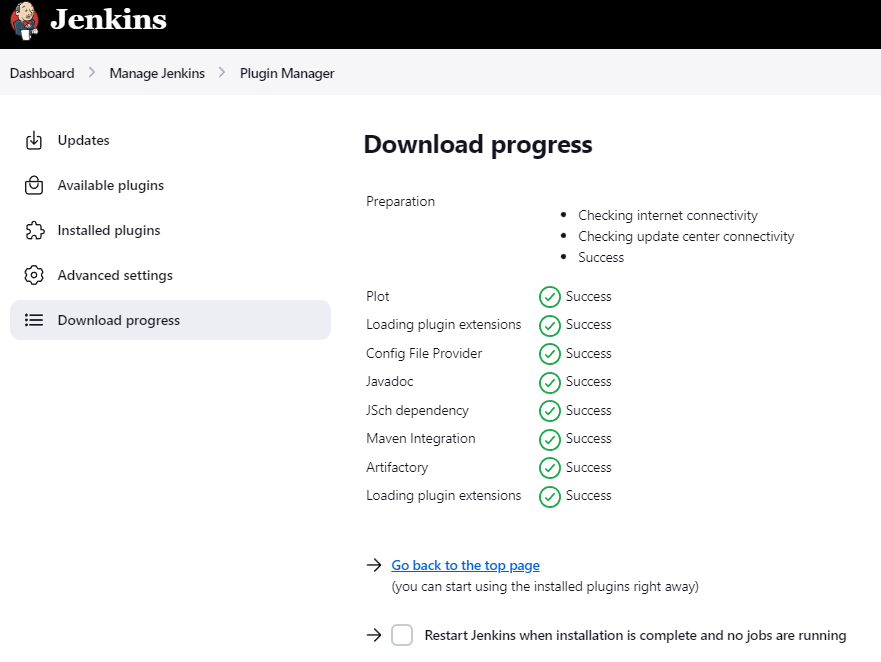 Jenkins
Dashboard
Manage Jenkins
Plugin Manager
Updates
Available plugins
Installed plugins
Advanced settings
Download progress
Download progress
Preparation
Checking internet connectivity
Checking update center connectivity
Success
Plot Success
Loading plugin extensions Success
Config File Provider Success
Javadoc Success
JSch dependency Success
Maven Integration Success
Artifactory Success
Loading plugin extensions Success
Go back to the top page
(you can start using the installed plugins right away)
Restart Jenkins when installation is complete and no jobs are running